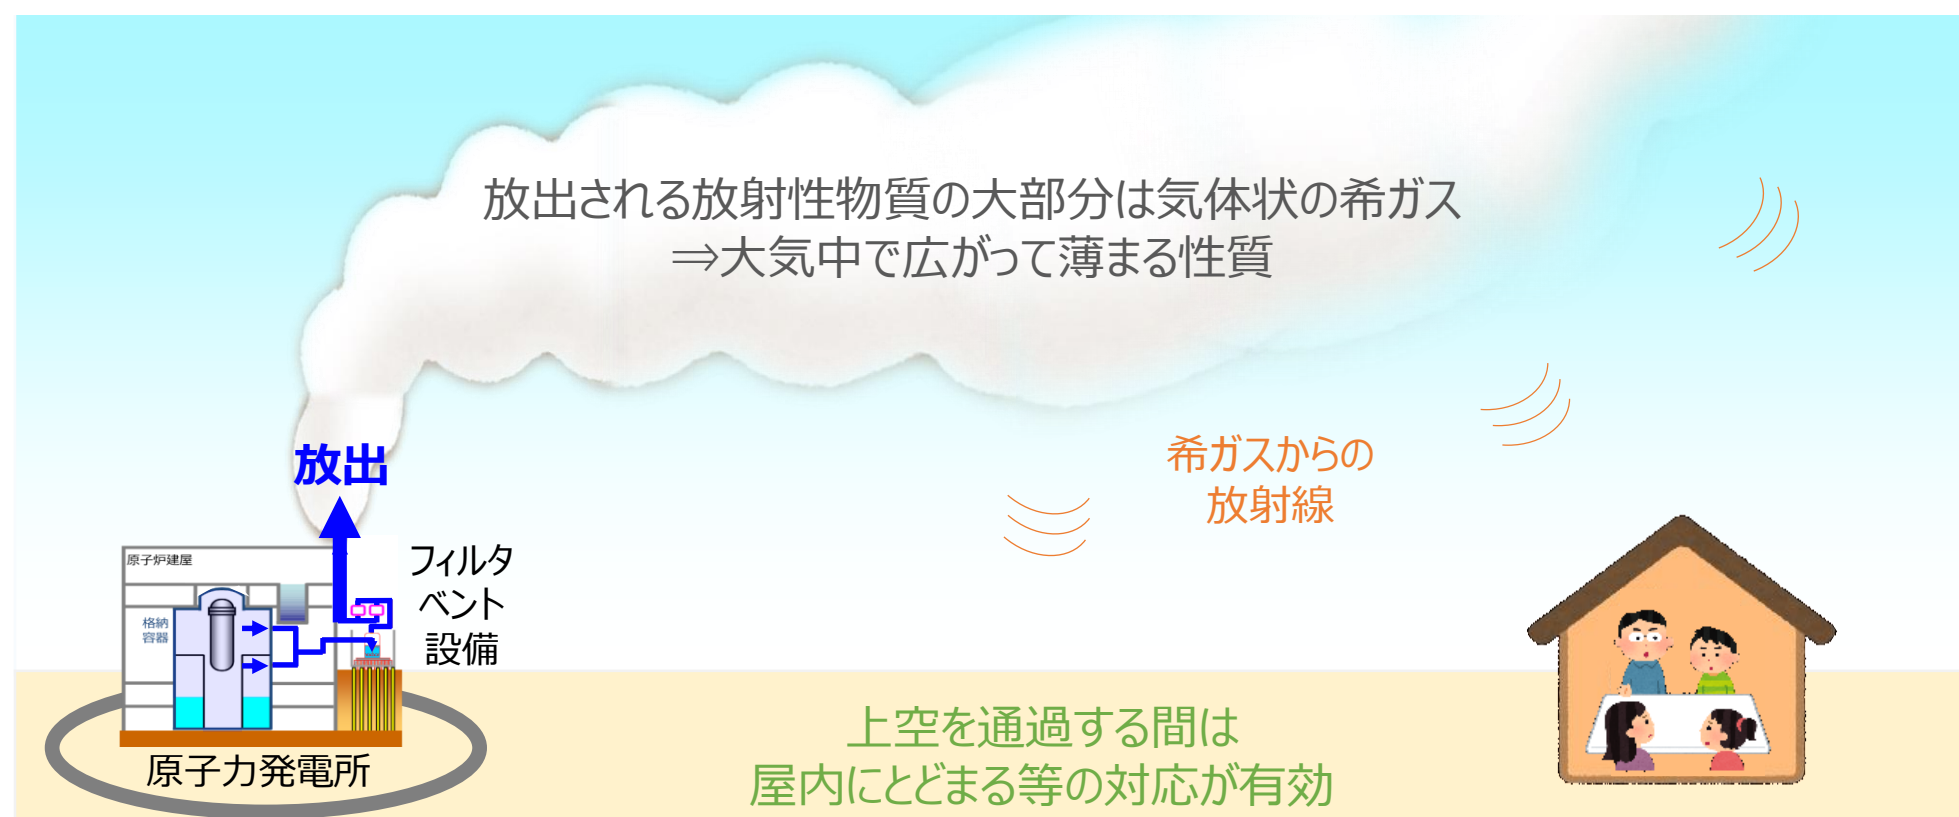 放出される放射性物質の大部分は気体状の希ガス
⇒大気中で広がって薄まる性質
希ガスからの
放射線
放出
フィルタ
ベント
設備
原子炉建屋
格納
容器
原子力発電所
上空を通過する間は
屋内にとどまる等の対応が有効